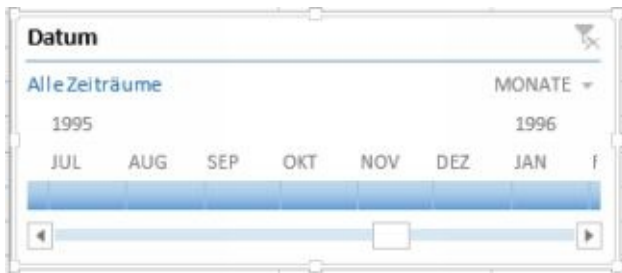 Datum
Alle Zeiträume MONATE
1995 1996
JUL AUG SEP OKT NOV DEZ JAN F